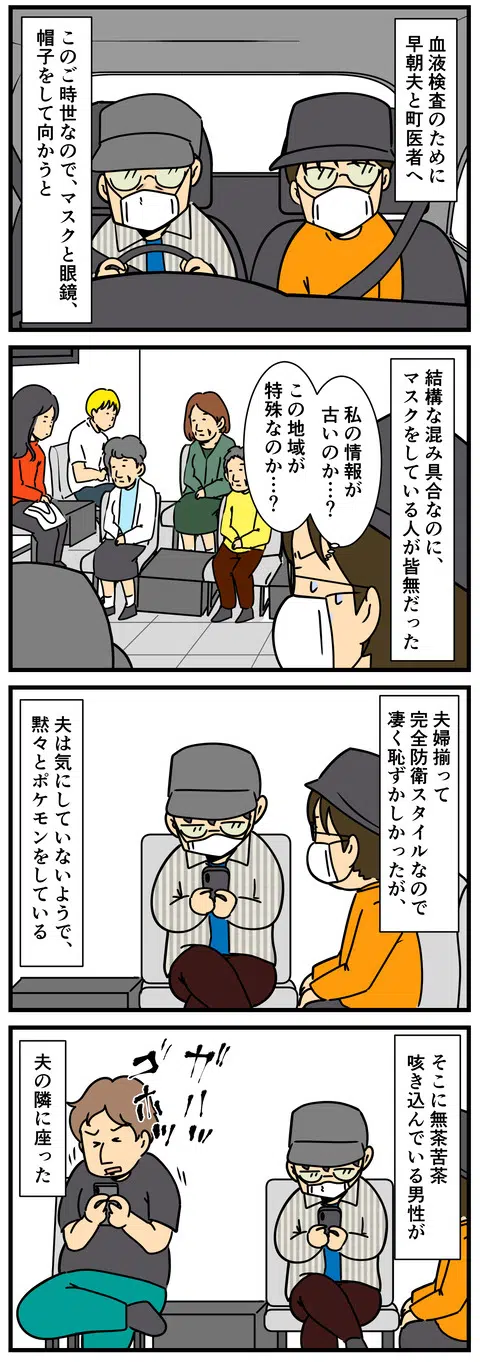 血液検査のために
早朝夫と町医者へ
このご時世なので、マスクと眼鏡、
帽子をして向かうと
結構な混み具合なのに、
マスクをしている人が皆無だった
私の情報が
古いのか…?
この地域が
特殊なのか…?
夫婦揃って
完全防衛スタイルなので
凄く恥ずかしかったが、
夫は気にしていないようで、
黙々とポケモンをしている
そこに無茶苦茶
咳き込んでいる男性が
ガハッ
ゴホッ
夫の隣に座った